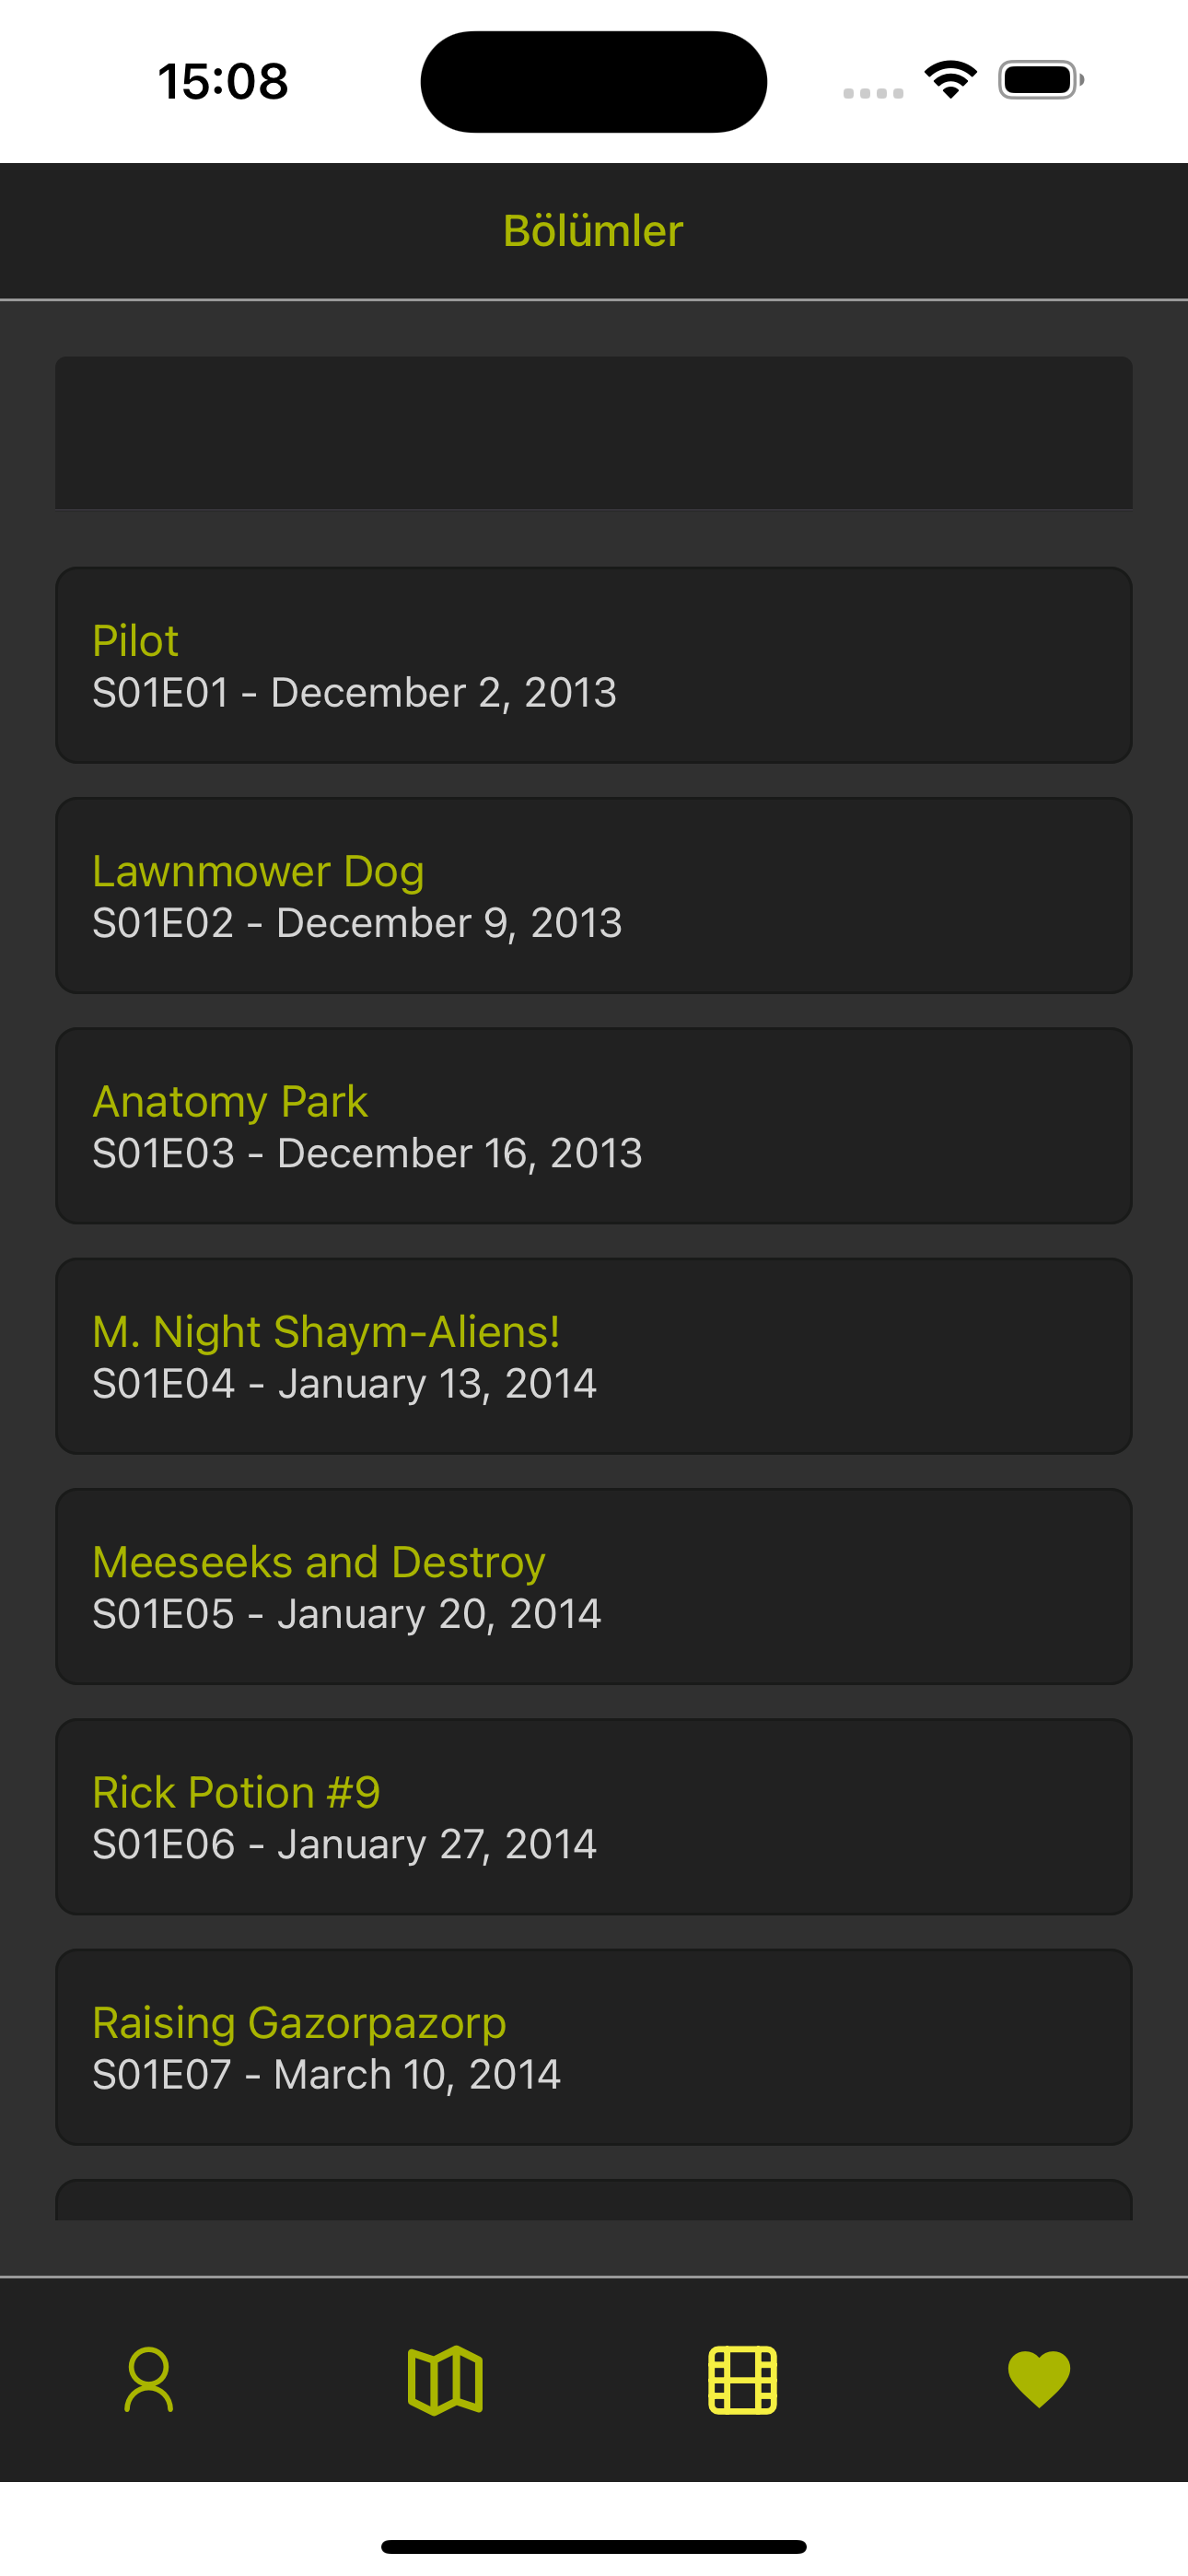 15:08
Bölümler
Pilot
S01E01 - December 2, 2013
Lawnmower Dog
S01E02 - December 9, 2013
Anatomy Park
S01E03 - December 16, 2013
M. Night Shaym-Aliens!
S01E04 - January 13, 2014
Meeseeks and Destroy
S01E05 - January 20, 2014
Rick Potion #9
S01E06 - January 27, 2014
Raising Gazorpazorp
S01E07 - March 10, 2014